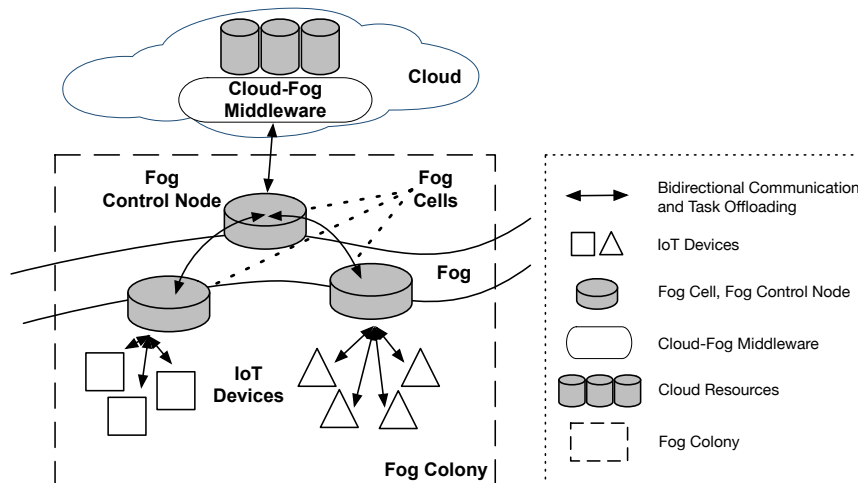 Cloud
Cloud-Fog
Middleware
Fog
Control Node
Fog
Cells
Fog
IoT
Devices
Fog Colony
Bidirectional Communication
and Task Offloading
IoT Devices
Fog Cell, Fog Control Node
Cloud-Fog Middleware
Cloud Resources
Fog Colony